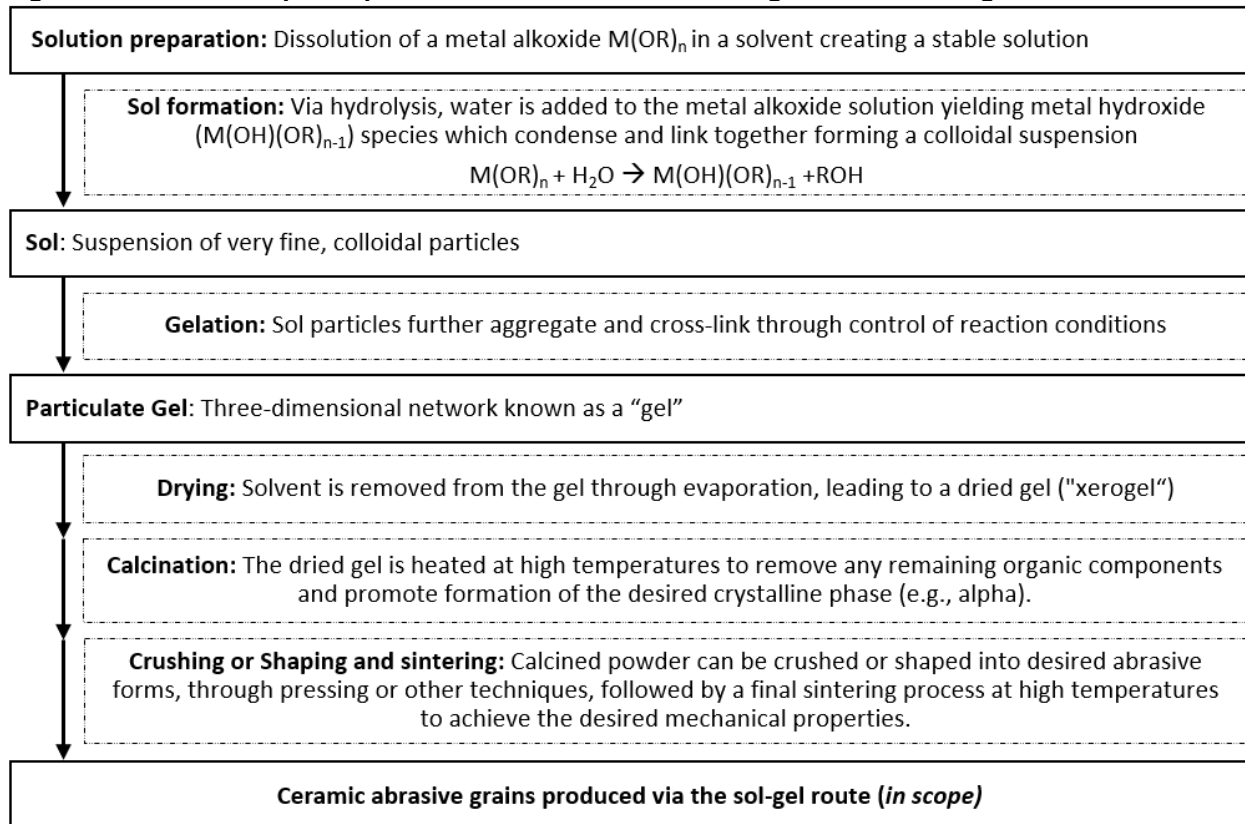 Solution preparation: Dissolution of a metal alkoxide M(OR)n in a solvent creating a stable solution
Sol formation: Via hydrolysis, water is added to the metal alkoxide solution yielding metal hydroxide
(M(OH)(OR)n-1) species which condense and link together forming a colloidal suspension
M(OR)n + H2O → M(OH)(OR)n-1 +ROH
Sol: Suspension of very fine, colloidal particles
Gelation: Sol particles further aggregate and cross-link through control of reaction conditions
Particulate Gel: Three-dimensional network known as a “gel”
Drying: Solvent is removed from the gel through evaporation, leading to a dried gel ("xerogel“)
Calcination: The dried gel is heated at high temperatures to remove any remaining organic components
and promote formation of the desired crystalline phase (e.g., alpha).
Crushing or Shaping and sintering: Calcined powder can be crushed or shaped into desired abrasive
forms, through pressing or other techniques, followed by a final sintering process at high temperatures
to achieve the desired mechanical properties.
Ceramic abrasive grains produced via the sol-gel route (in scope)